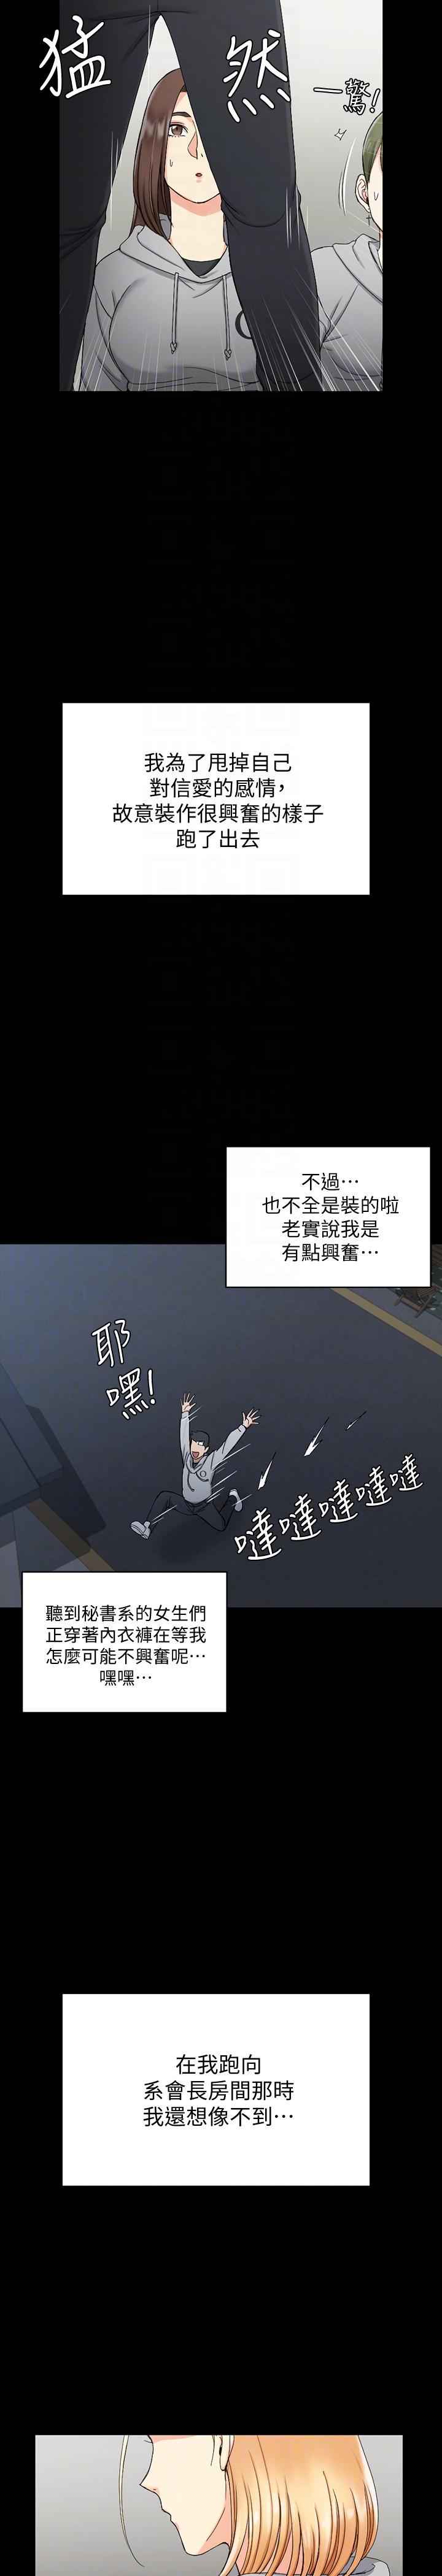 猛然
一驚!
我為了甩掉自己
對信愛的感情,
故意裝作很興奮的樣子
跑了出去
不過…
也不全是裝的啦
老實說我是
有點興奮…
耶
嘿!
噠噠噠噠噠
聽到秘書系的女生們
正穿著內衣褲在等我
怎麼可能不興奮呢…
嘿嘿…
在我跑向
系會長房間那時
我還想像不到…